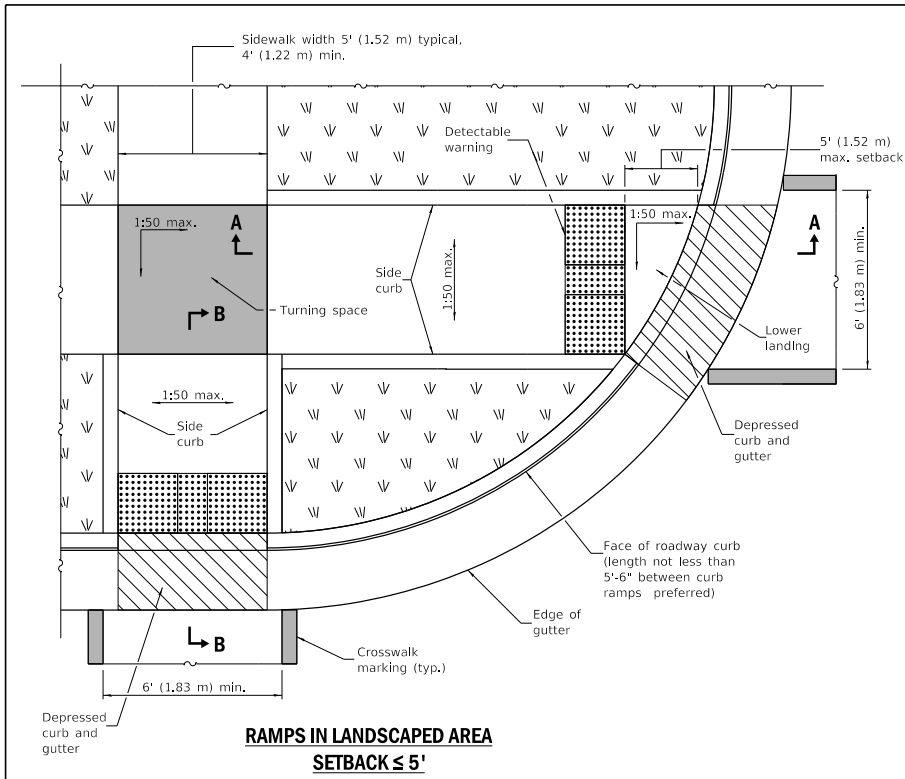 Sidewalk width 5' (1.52 m) typical,
4' (1.22 m) min.
Detectable
warning
5' (1.52 m)
max. setback
1:50 max.
A
1:50 max.
A
Side
curb
1:50 max.
6' (1.83 m) min.
B
Turning space
Lower
landing
1:50 max.
Side
curb
Depressed
curb and
gutter
Face of roadway curb
(length not less than
5'-6" between curb
ramps preferred)
Edge of
gutter
B
Crosswalk
marking (typ.)
6' (1.83 m) min.
Depressed
curb and
gutter
RAMPS IN LANDSCAPED AREA
SETBACK ≤ 5'